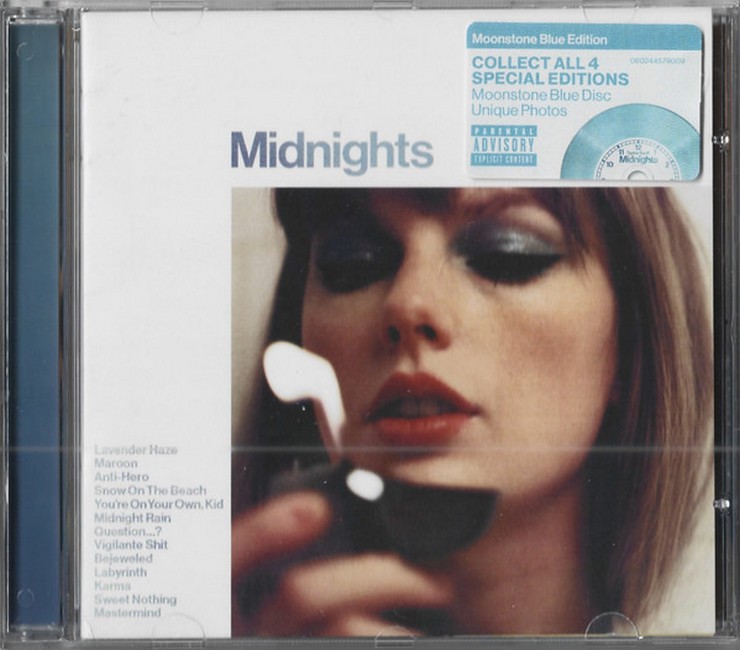 Moonstone Blue Edition
COLLECT ALL 4
SPECIAL EDITIONS
Moonstone Blue Disc
Unique Photos
PARENTAL
ADVISORY
EXPLICIT CONTENT
Midnights
Midnights
Lavender Haze
Maroon
Anti-Hero
Snow On The Beach
You're On Your Own, Kid
Midnight Rain
Question...?
Vigilante Shit
Bejeweled
Labyrinth
Karma
Sweet Nothing
Mastermind